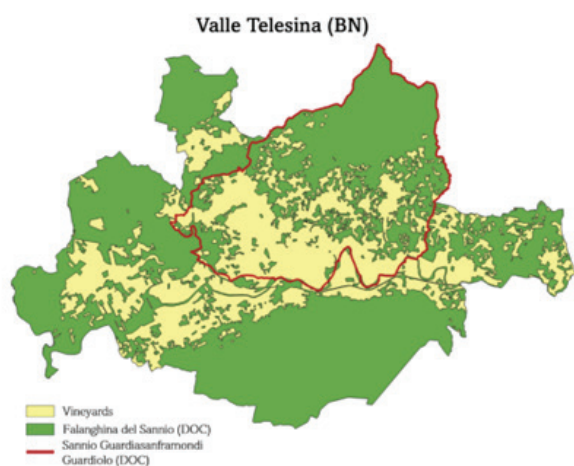 Valle Telesina (BN)
Vineyards
Falanghina del Sannio (DOC)
Sannio Guardiasanframondi
Guardiolo (DOC)